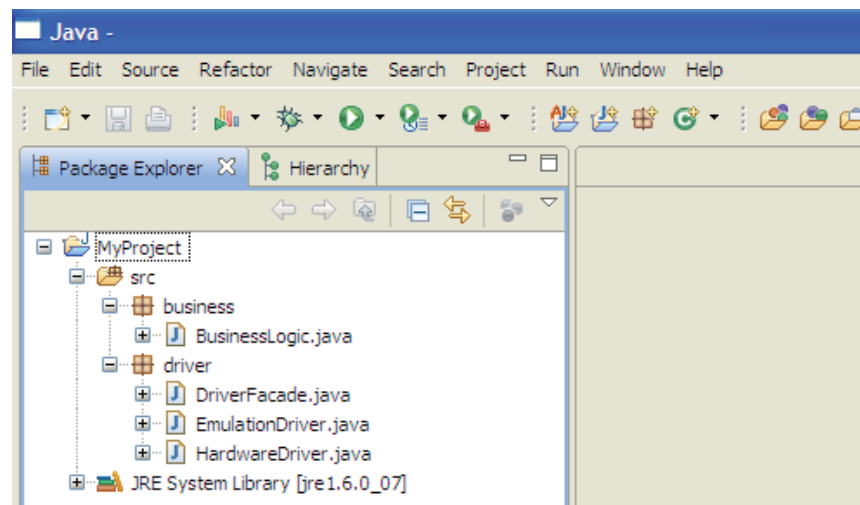 Java -
File Edit Source Refactor Navigate Search Project Run Window Help
Package Explorer Hierarchy
MyProject
src
business
BusinessLogic.java
driver
DriverFacade.java
EmulationDriver.java
HardwareDriver.java
JRE System Library [jre1.6.0_07]